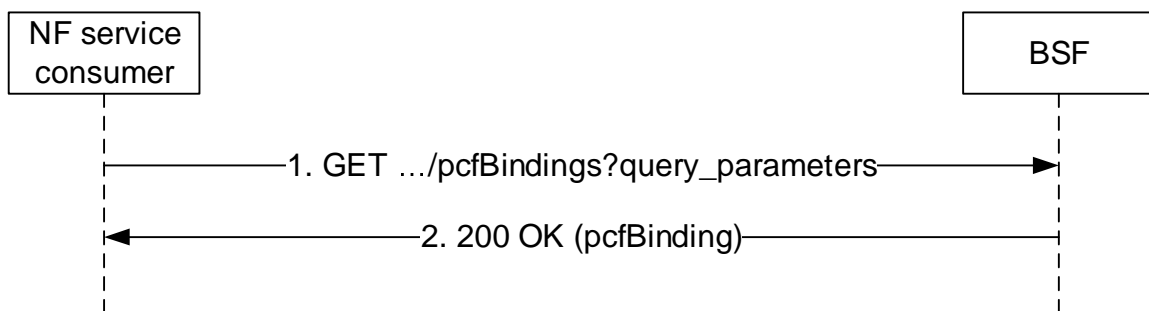 NF service
consumer
BSF
1. GET …/pcfBindings?query_parameters
2. 200 OK (pcfBinding)